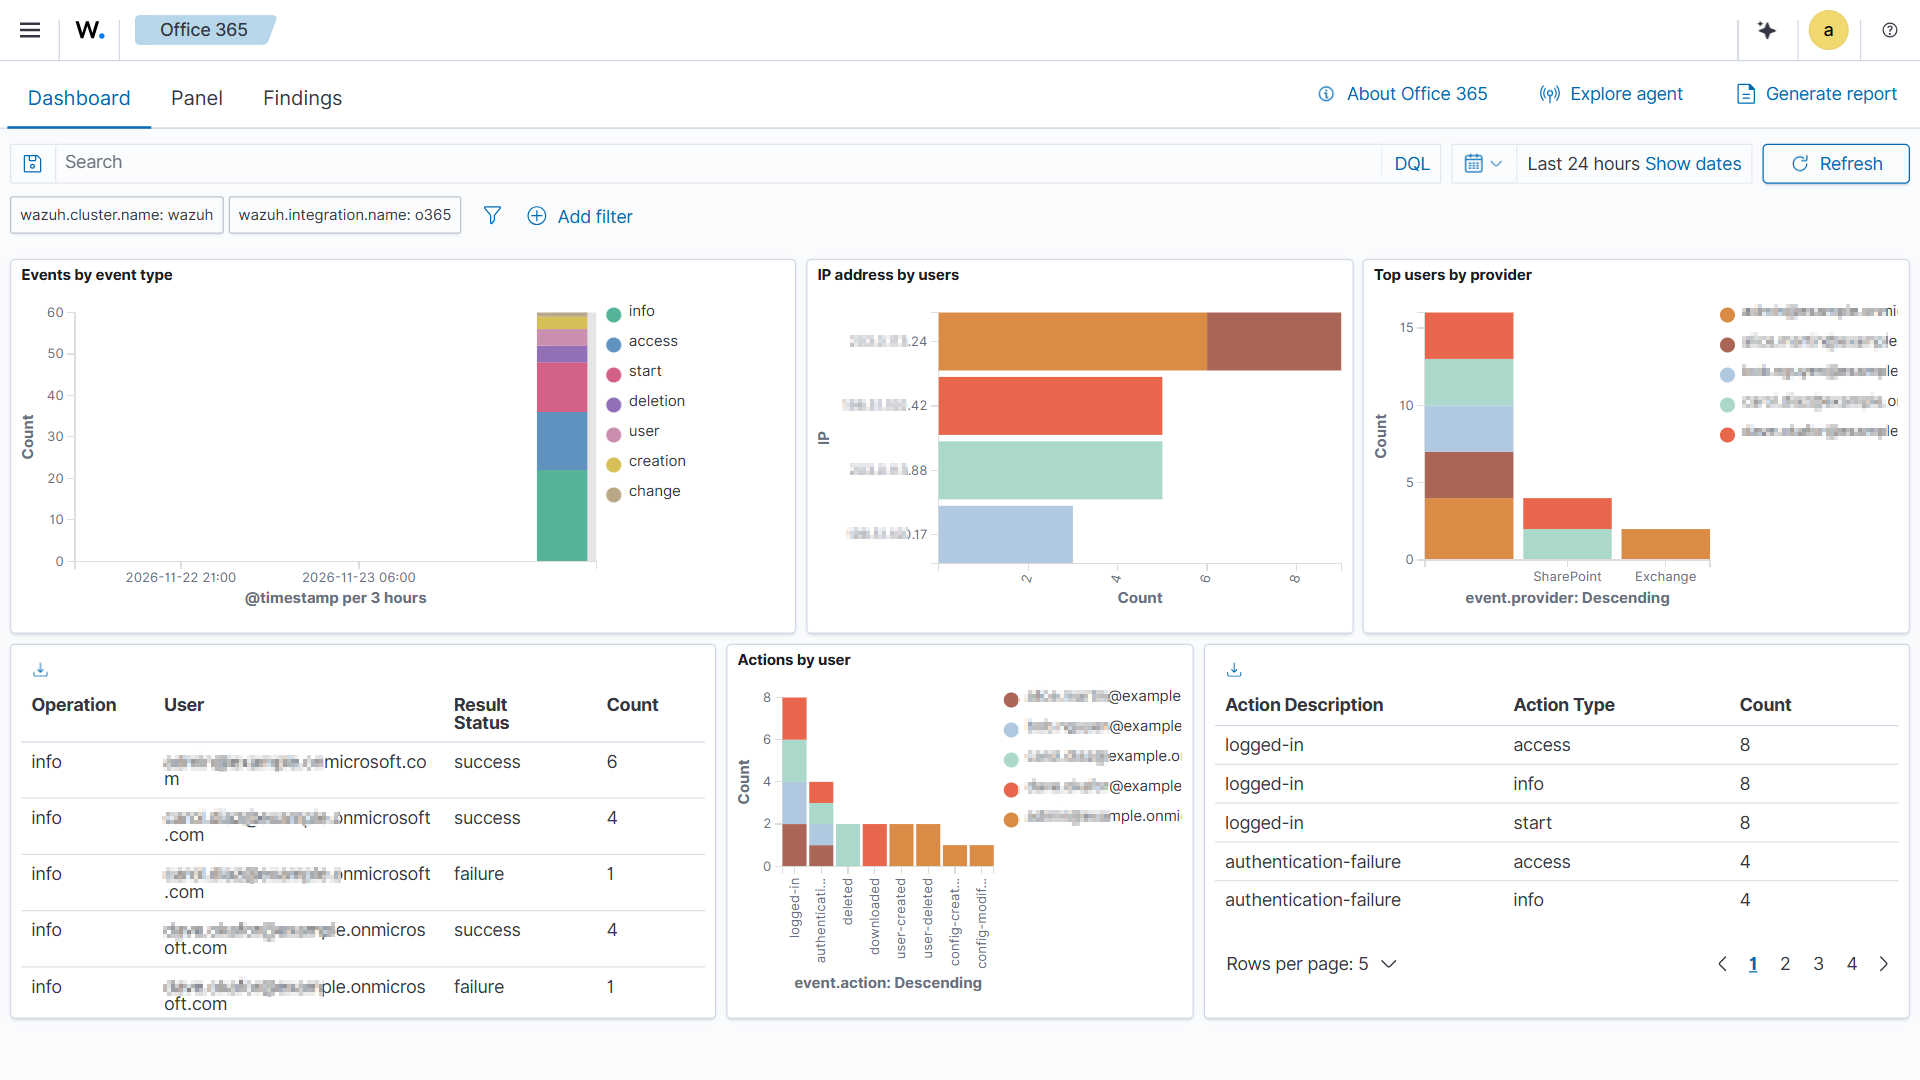 W.
Office 365
a
Dashboard
Panel
Findings
About Office 365
Explore agent
Generate report
Search
DQL
Last 24 hours Show dates
Refresh
wazuh.cluster.name: wazuh
wazuh.integration.name: o365
Add filter
Events by event type
60
50
40
30
20
10
0
Count
2026-11-22 21:00
2026-11-23 06:00
@timestamp per 3 hours
info
access
start
deletion
user
creation
change
IP address by users
.24
.42
.88
.17
IP
2
4
6
8
Count
Top users by provider
15
10
5
0
Count
SharePoint
Exchange
event.provider: Descending
Operation
User
Result Status
Count
info
microsoft.com
success
6
info
onmicrosoft.com
success
4
info
onmicrosoft.com
failure
1
info
.onmicrosoft.com
success
4
info
.onmicrosoft.com
failure
1
Actions by user
8
6
4
2
0
Count
logged-in
authenticati...
deleted
downloaded
user-created
user-deleted
config-creat...
config-modif...
event.action: Descending
@example
@example
example.o
@example
mple.onmi
Action Description
Action Type
Count
logged-in
access
8
logged-in
info
8
logged-in
start
8
authentication-failure
access
4
authentication-failure
info
4
Rows per page: 5
1
2
3
4